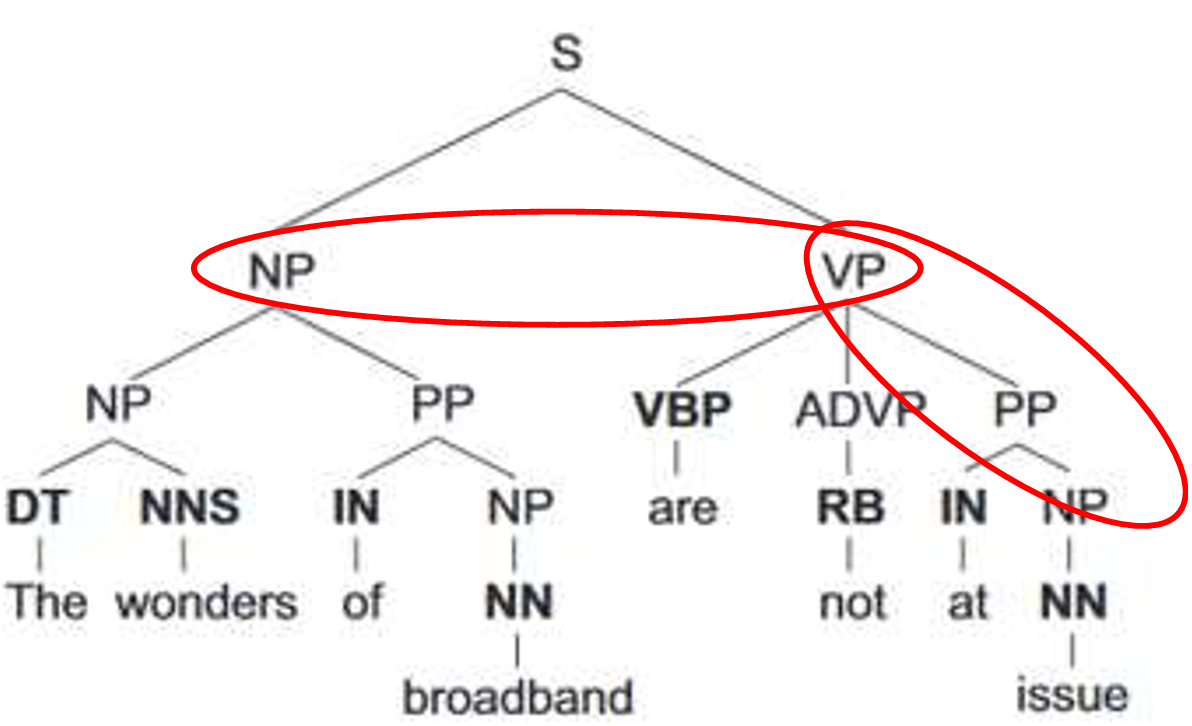 S
NP VP
NP PP VBP ADVP PP
DT NNS IN NP are RB IN NP
The wonders of NN not at NN
broadband issue